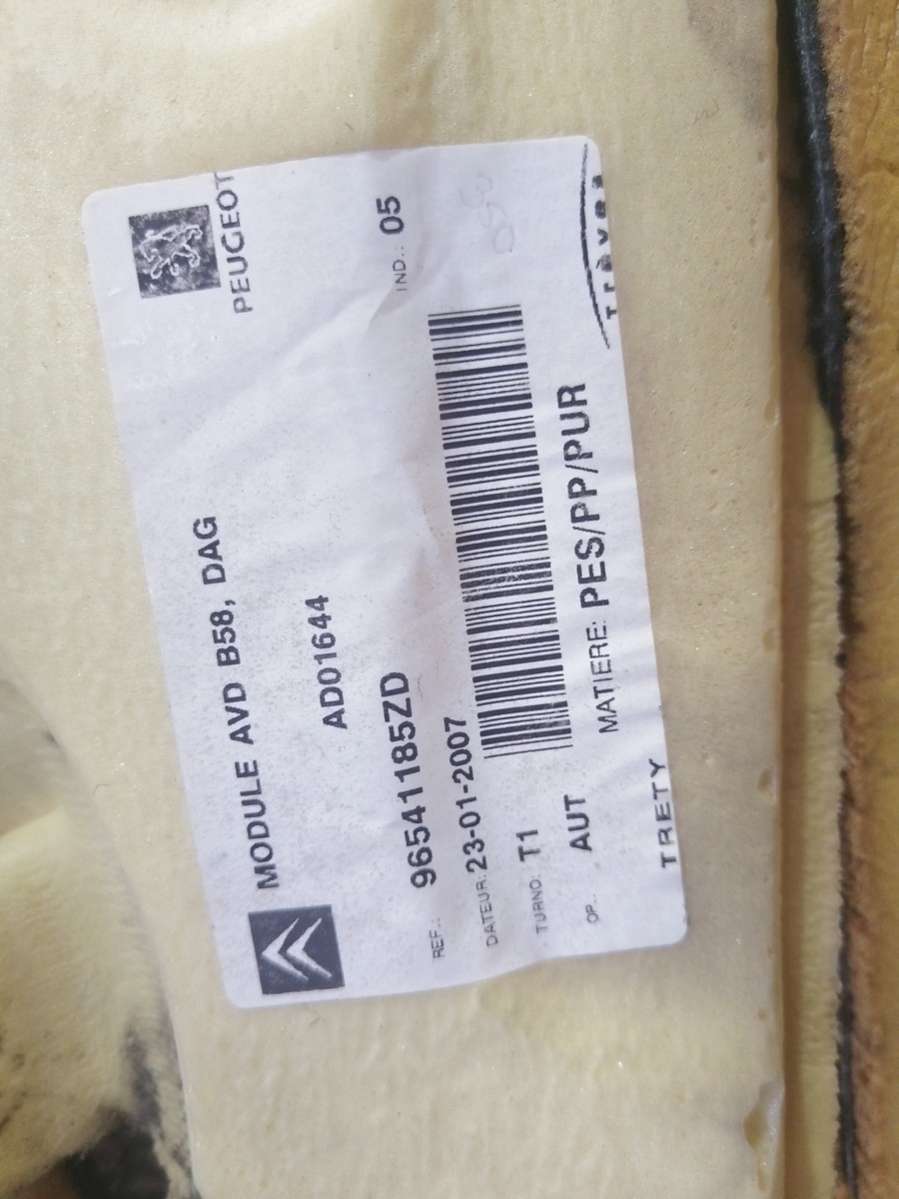 PEUGEOT
MODULE AVD B58, DAG
AD01644
IND.: 05
REF.: 96541185ZD
DATEUR: 23-01-2007
TURNO: T1
OP.: AUT
MATIERE: PES/PP/PUR
TRETY